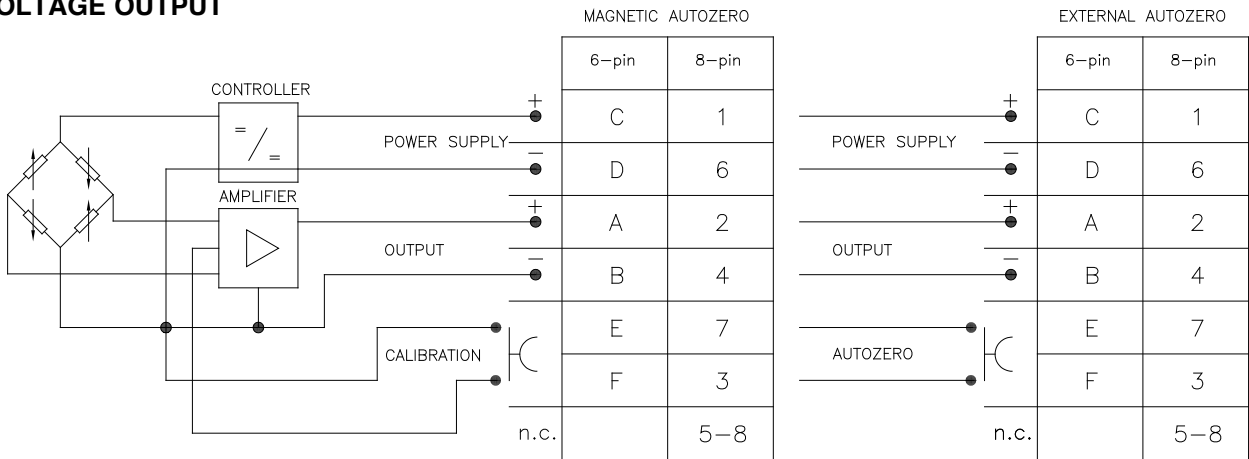 OLTAGE OUTPUT
MAGNETIC AUTOZERO
6-pin 8-pin
CONTROLLER
= / =
+ C 1
POWER SUPPLY
− D 6
AMPLIFIER
+ A 2
OUTPUT
− B 4
E 7
CALIBRATION
F 3
n.c. 5-8
EXTERNAL AUTOZERO
6-pin 8-pin
+ C 1
POWER SUPPLY
− D 6
+ A 2
OUTPUT
− B 4
E 7
AUTOZERO
F 3
n.c. 5-8